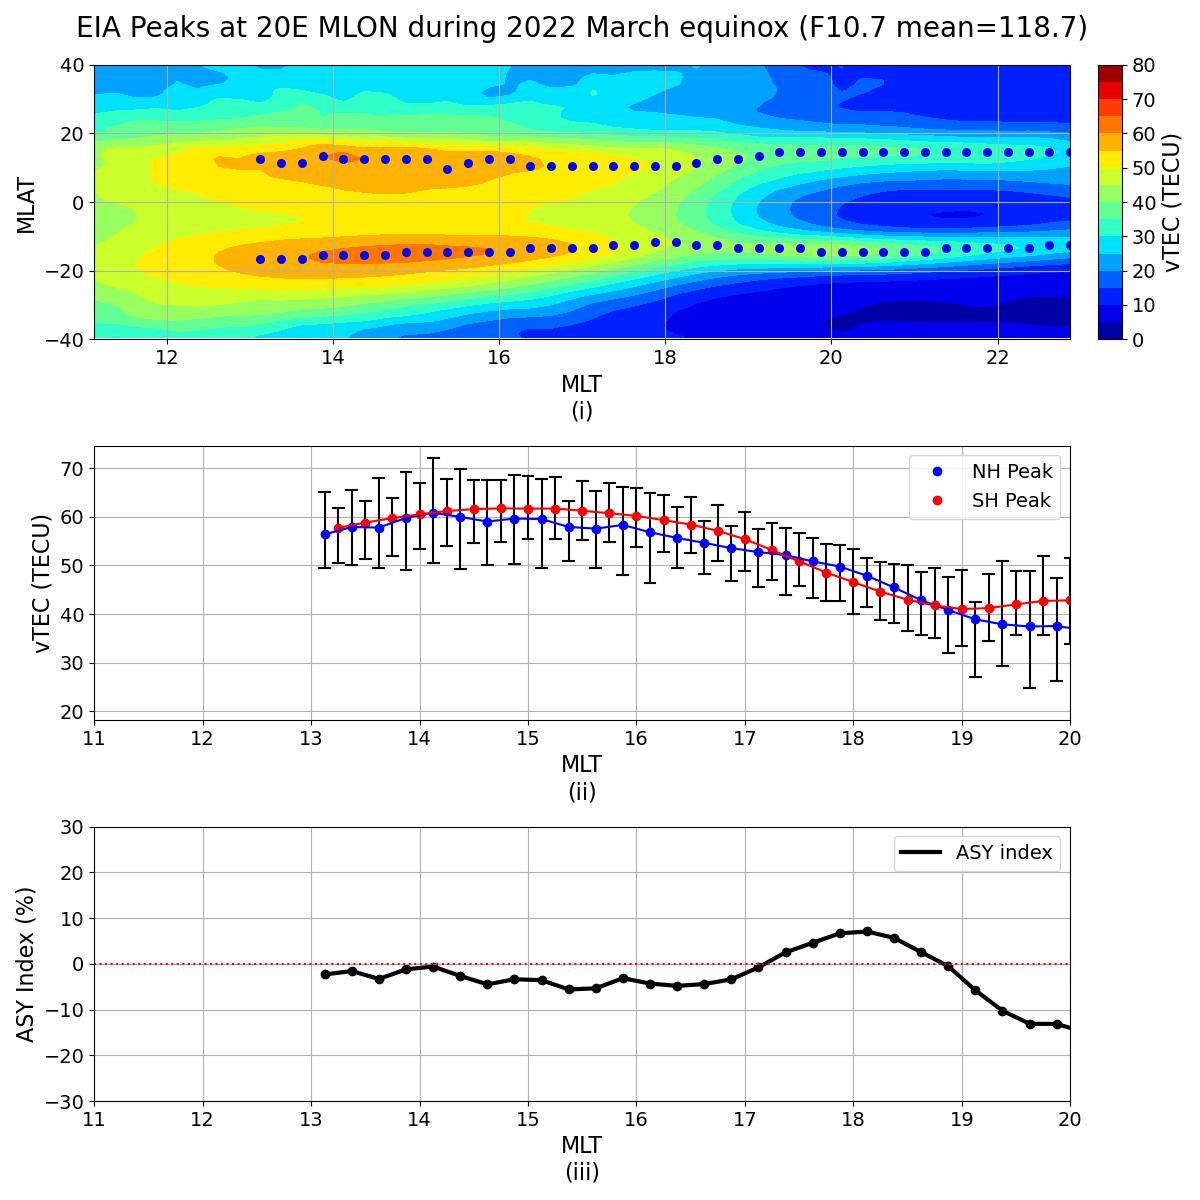 EIA Peaks at 20E MLON during 2022 March equinox (F10.7 mean=118.7)
40
20
0
−20
−40
MLAT
12 14 16 18 20 22
MLT
(i)
80
70
60
50
40
30
20
10
0
vTEC (TECU)
70
60
50
40
30
20
vTEC (TECU)
NH Peak
SH Peak
11 12 13 14 15 16 17 18 19 20
MLT
(ii)
30
20
10
0
−10
−20
−30
ASY Index (%)
ASY index
11 12 13 14 15 16 17 18 19 20
MLT
(iii)